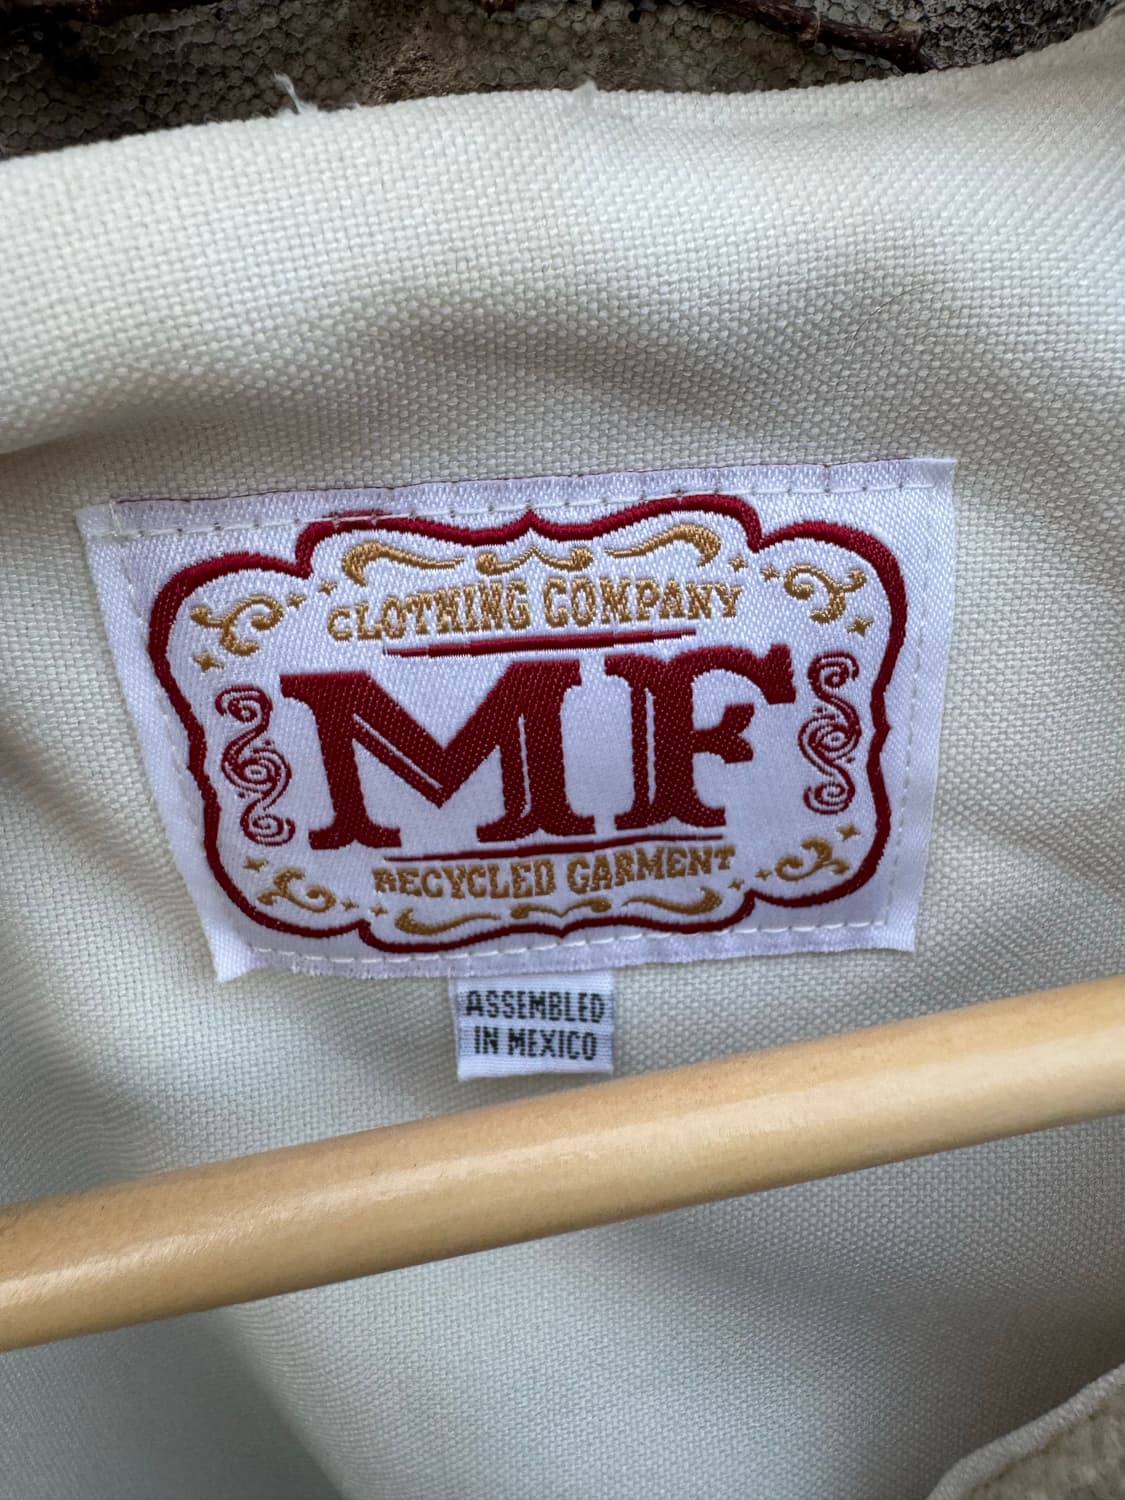 CLOTHING COMPANY
MF
RECYCLED GARMENT
ASSEMBLED
IN MEXICO